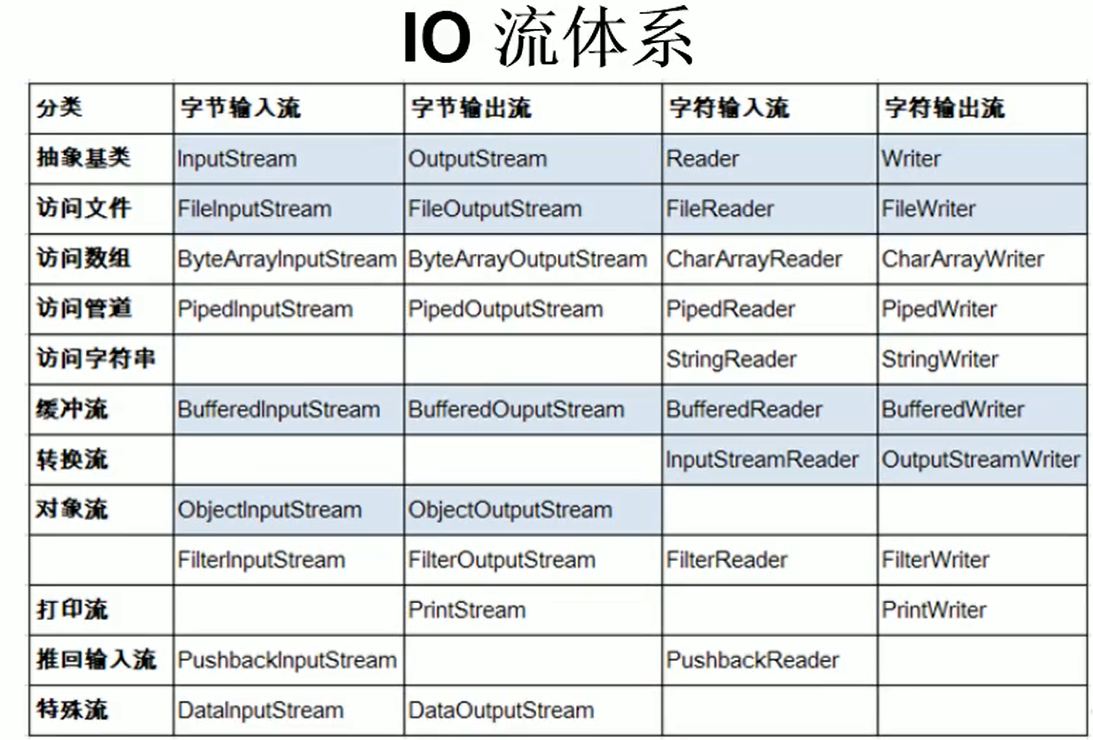 IO 流体系
分类 字节输入流 字节输出流 字符输入流 字符输出流
抽象基类 InputStream OutputStream Reader Writer
访问文件 FileInputStream FileOutputStream FileReader FileWriter
访问数组 ByteArrayInputStream ByteArrayOutputStream CharArrayReader CharArrayWriter
访问管道 PipedInputStream PipedOutputStream PipedReader PipedWriter
访问字符串 StringReader StringWriter
缓冲流 BufferedInputStream BufferedOuputStream BufferedReader BufferedWriter
转换流 InputStreamReader OutputStreamWriter
对象流 ObjectInputStream ObjectOutputStream
FilterInputStream FilterOutputStream FilterReader FilterWriter
打印流 PrintStream PrintWriter
推回输入流 PushbackInputStream PushbackReader
特殊流 DataInputStream DataOutputStream